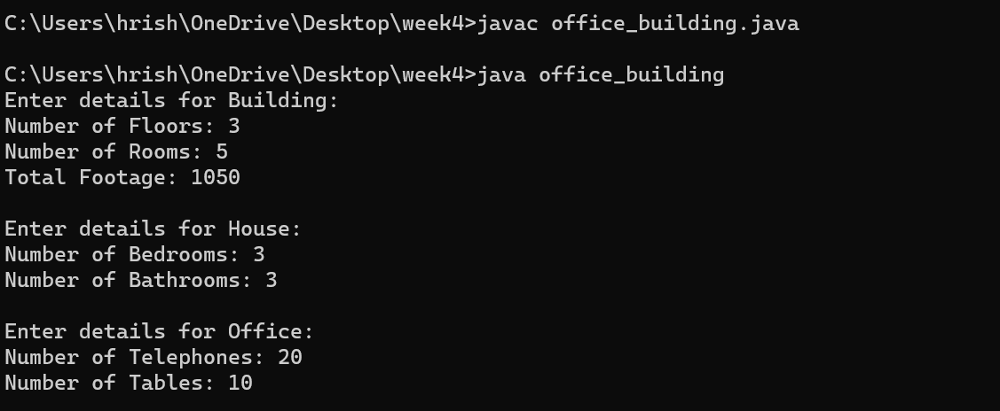 C:\Users\hrish\OneDrive\Desktop\week4>javac office_building.java
C:\Users\hrish\OneDrive\Desktop\week4>java office_building
Enter details for Building:
Number of Floors: 3
Number of Rooms: 5
Total Footage: 1050
Enter details for House:
Number of Bedrooms: 3
Number of Bathrooms: 3
Enter details for Office:
Number of Telephones: 20
Number of Tables: 10